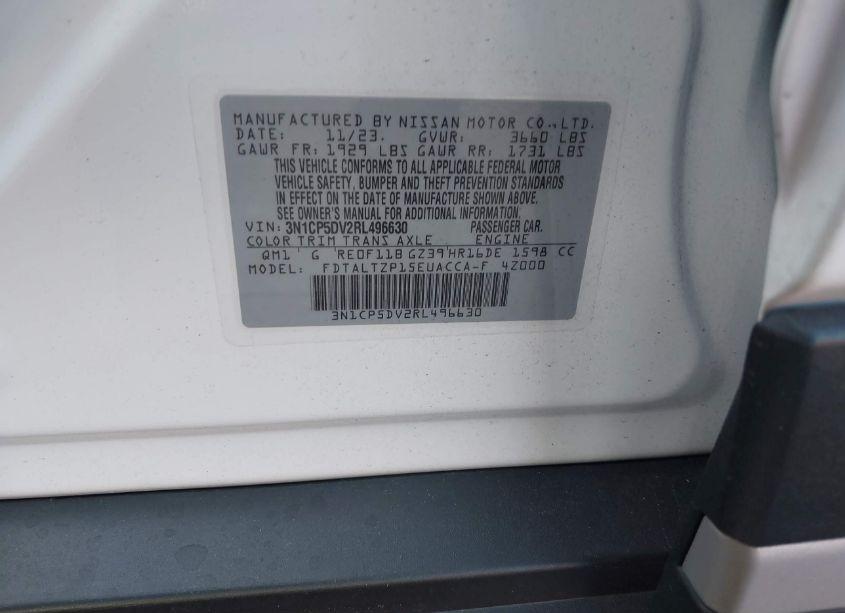 MANUFACTURED BY NISSAN MOTOR CO.,LTD.
DATE: 11/23. GVWR: 3660 LBS
GAWR FR: 1929 LBS GAWR RR: 1731 LBS
THIS VEHICLE CONFORMS TO ALL APPLICABLE FEDERAL MOTOR
VEHICLE SAFETY, BUMPER AND THEFT PREVENTION STANDARDS
IN EFFECT ON THE DATE OF MANUFACTURE SHOWN ABOVE.
SEE OWNER'S MANUAL FOR ADDITIONAL INFORMATION.
VIN: 3N1CP5DV2RL496630 PASSENGER CAR.
COLOR TRIM TRANS AXLE ENGINE
QM1 G RE0F11B GZ39 HR16DE 1598 CC
MODEL: FDTALTZP15EUACCA-F 4Z000
3N1CP5DV2RL496630